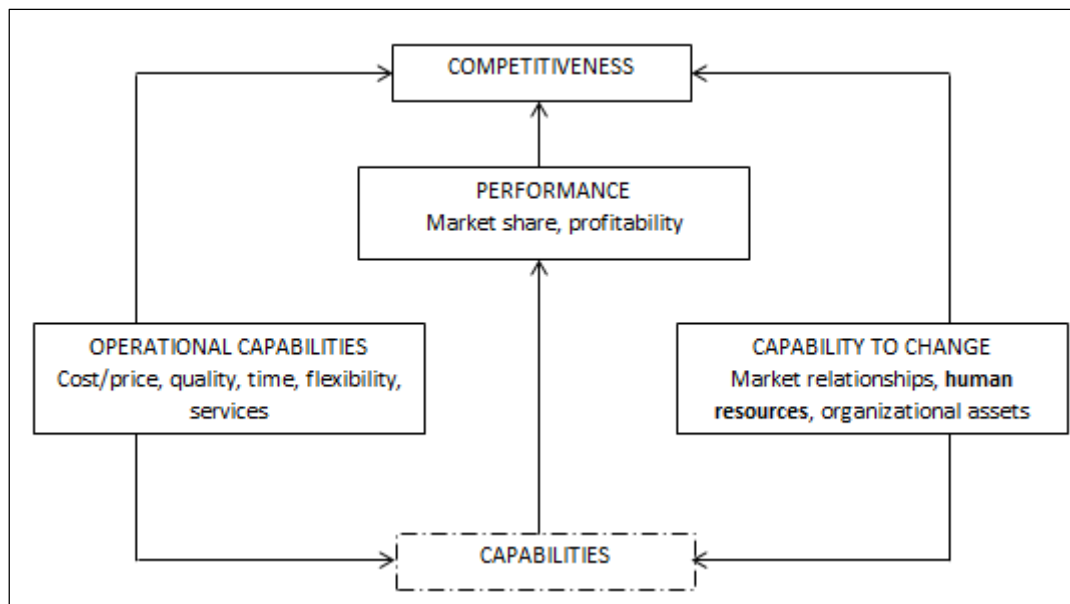 COMPETITIVENESS
PERFORMANCE
Market share, profitability
OPERATIONAL CAPABILITIES
Cost/price, quality, time, flexibility,
services
CAPABILITY TO CHANGE
Market relationships, human
resources, organizational assets
CAPABILITIES